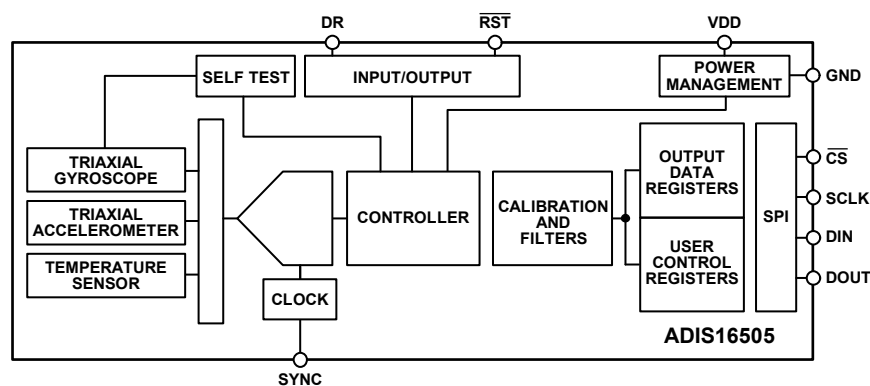 DR
RST
VDD
SELF TEST
INPUT/OUTPUT
POWER
MANAGEMENT
GND
TRIAXIAL
GYROSCOPE
TRIAXIAL
ACCELEROMETER
TEMPERATURE
SENSOR
CONTROLLER
CLOCK
SYNC
CALIBRATION
AND
FILTERS
OUTPUT
DATA
REGISTERS
USER
CONTROL
REGISTERS
SPI
CS
SCLK
DIN
DOUT
ADIS16505